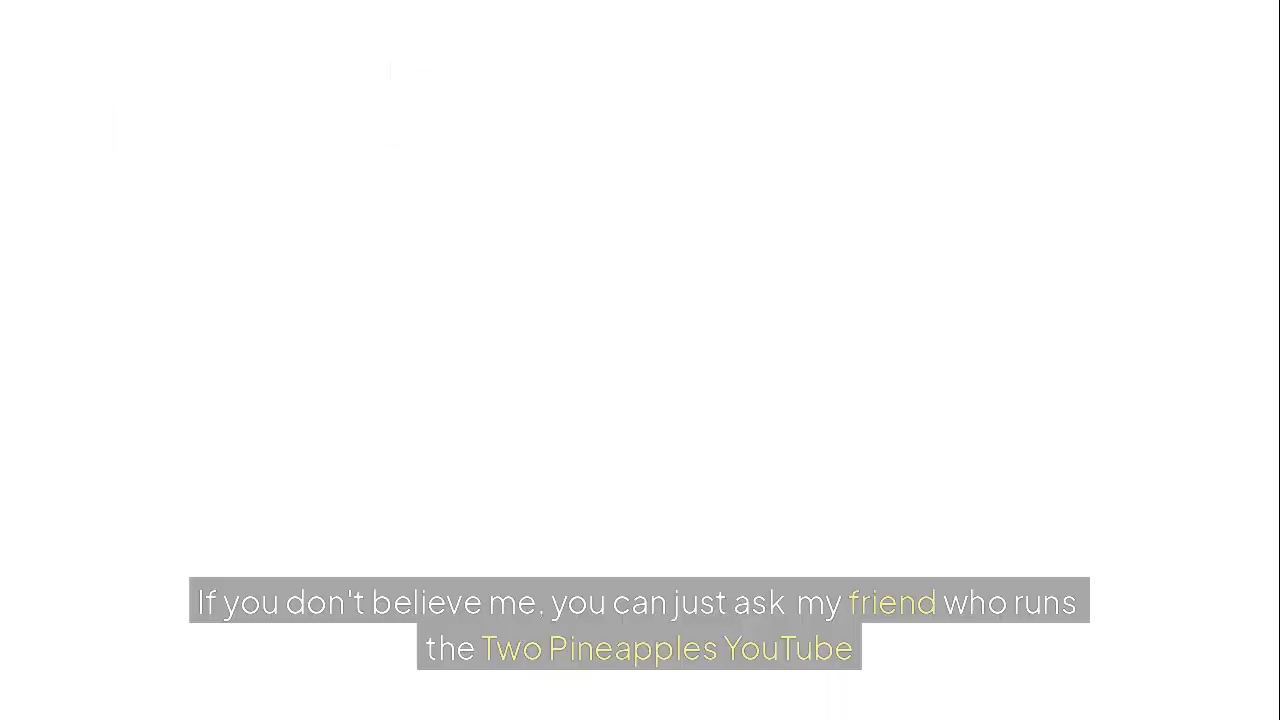 If you don't believe me, you can just ask my friend who runs
the Two Pineapples YouTube